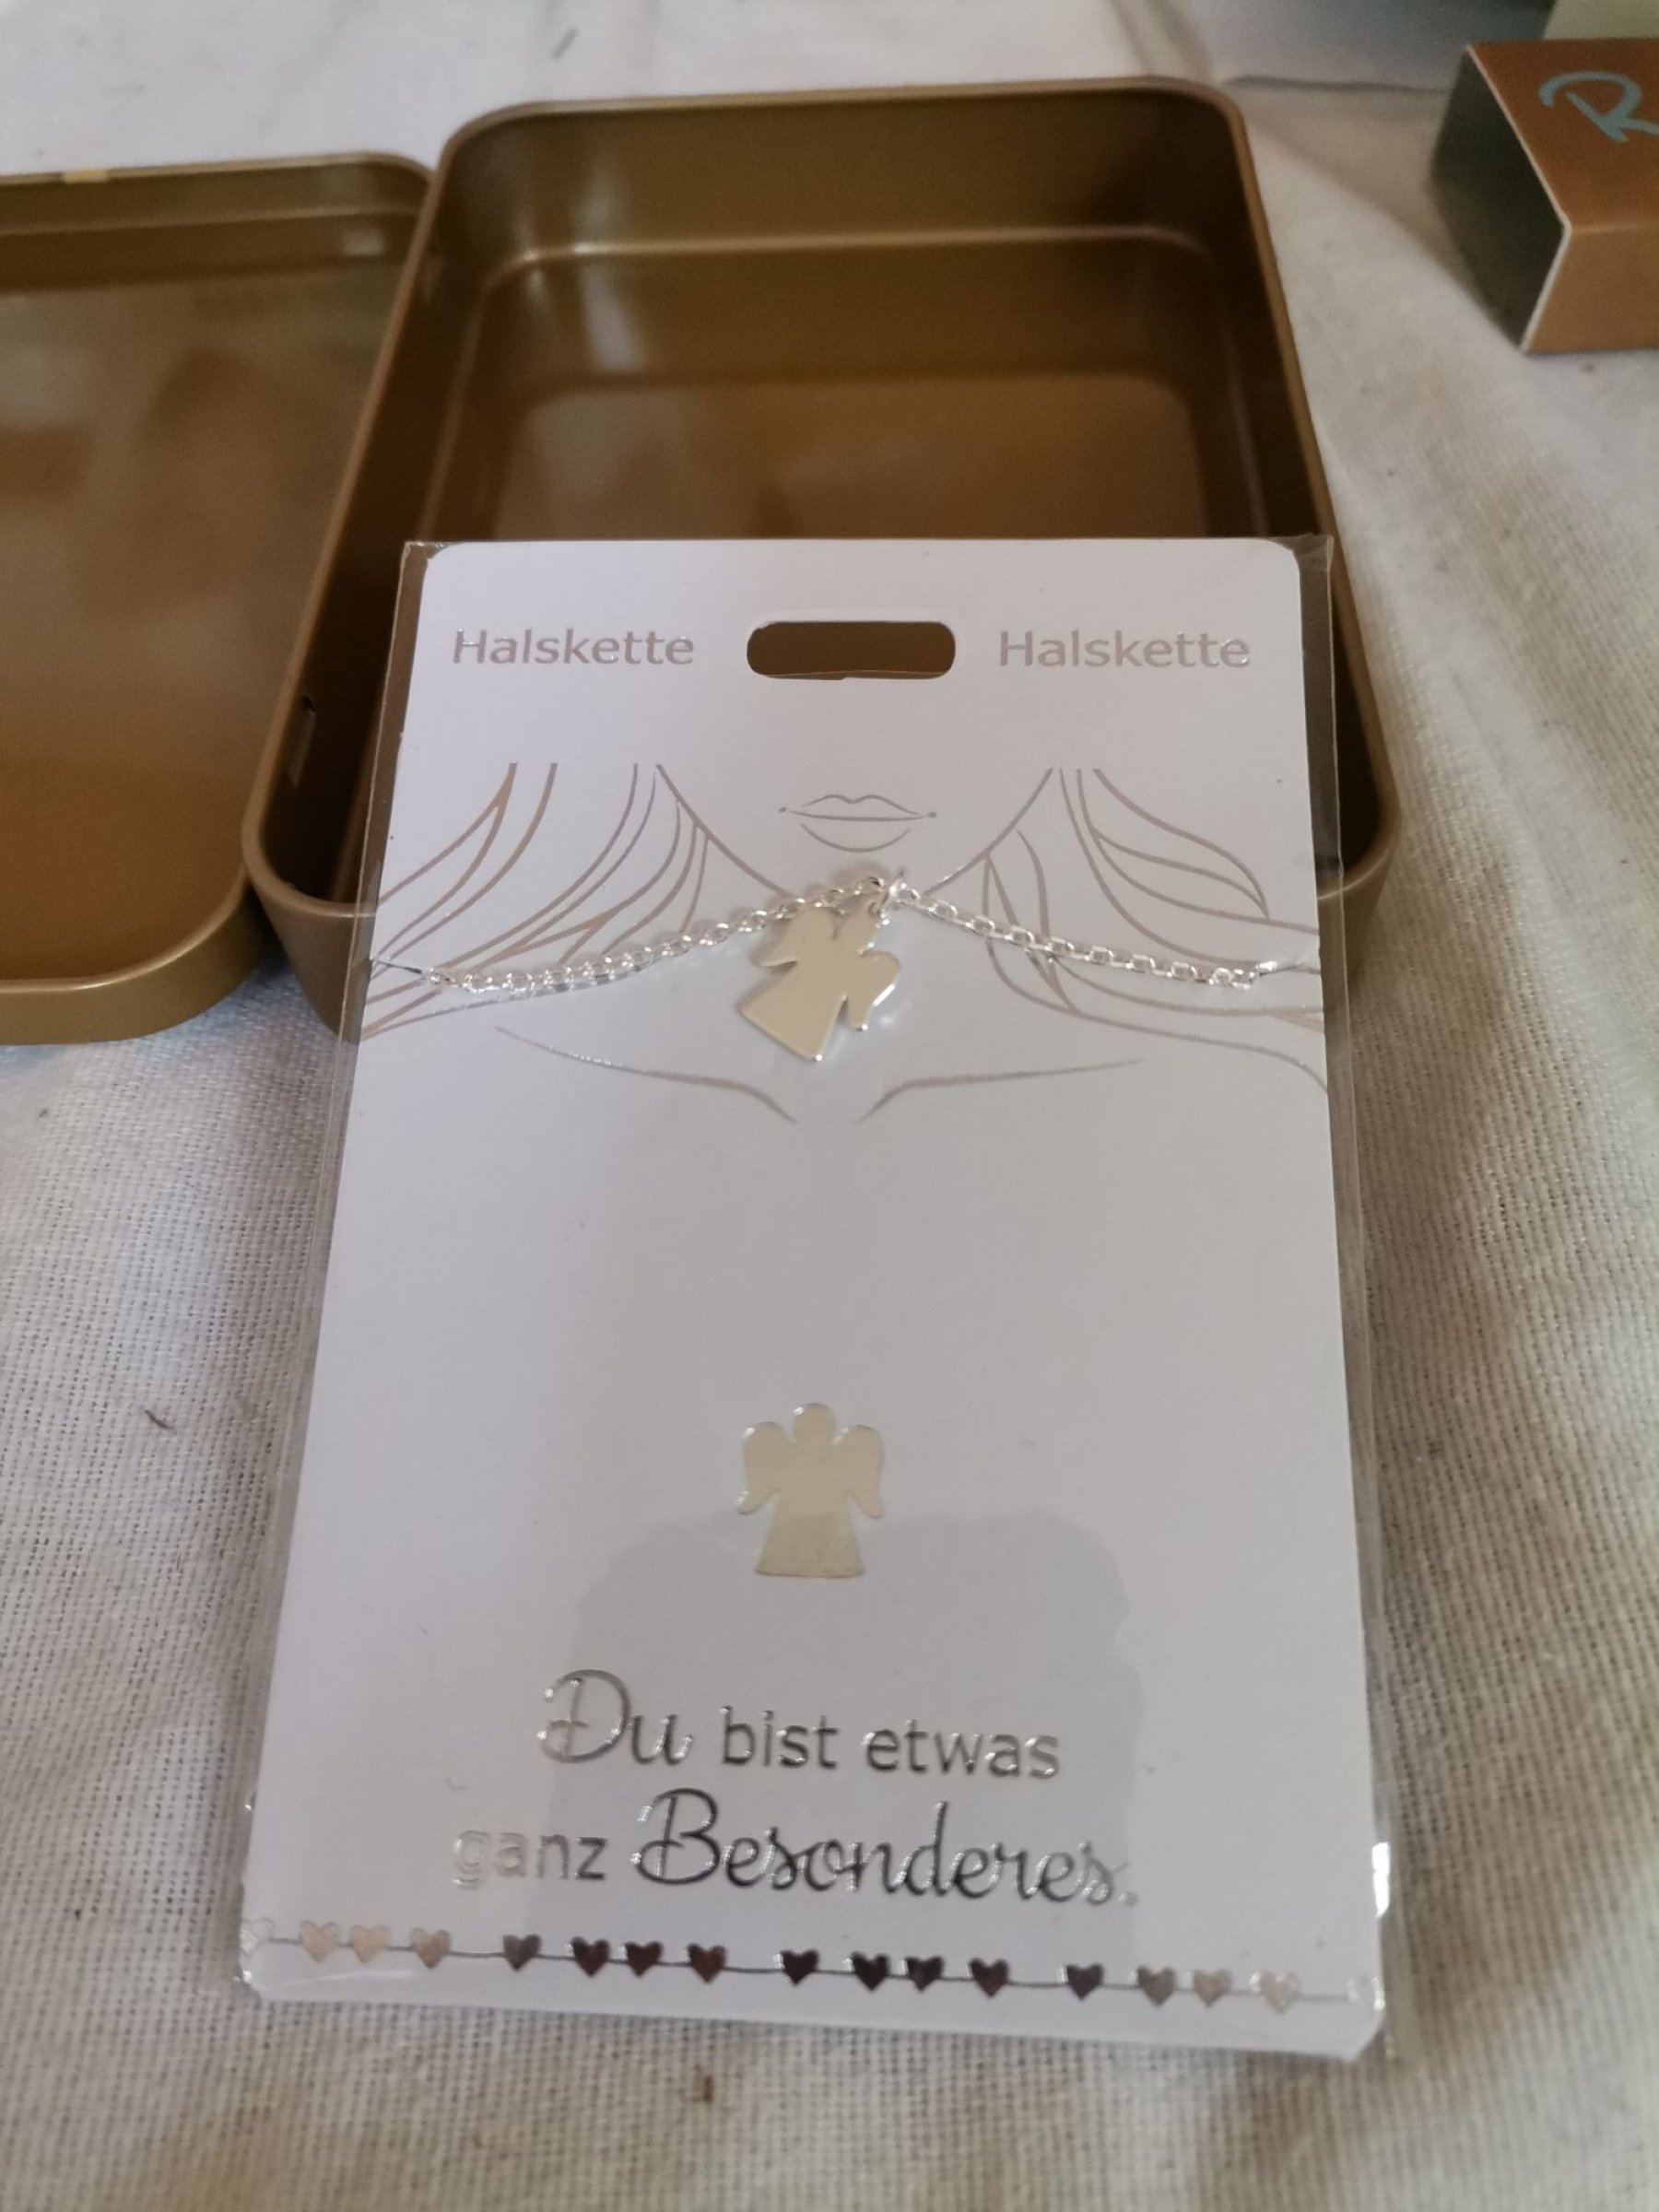 Halskette Halskette
Du bist etwas
ganz Besonderes.